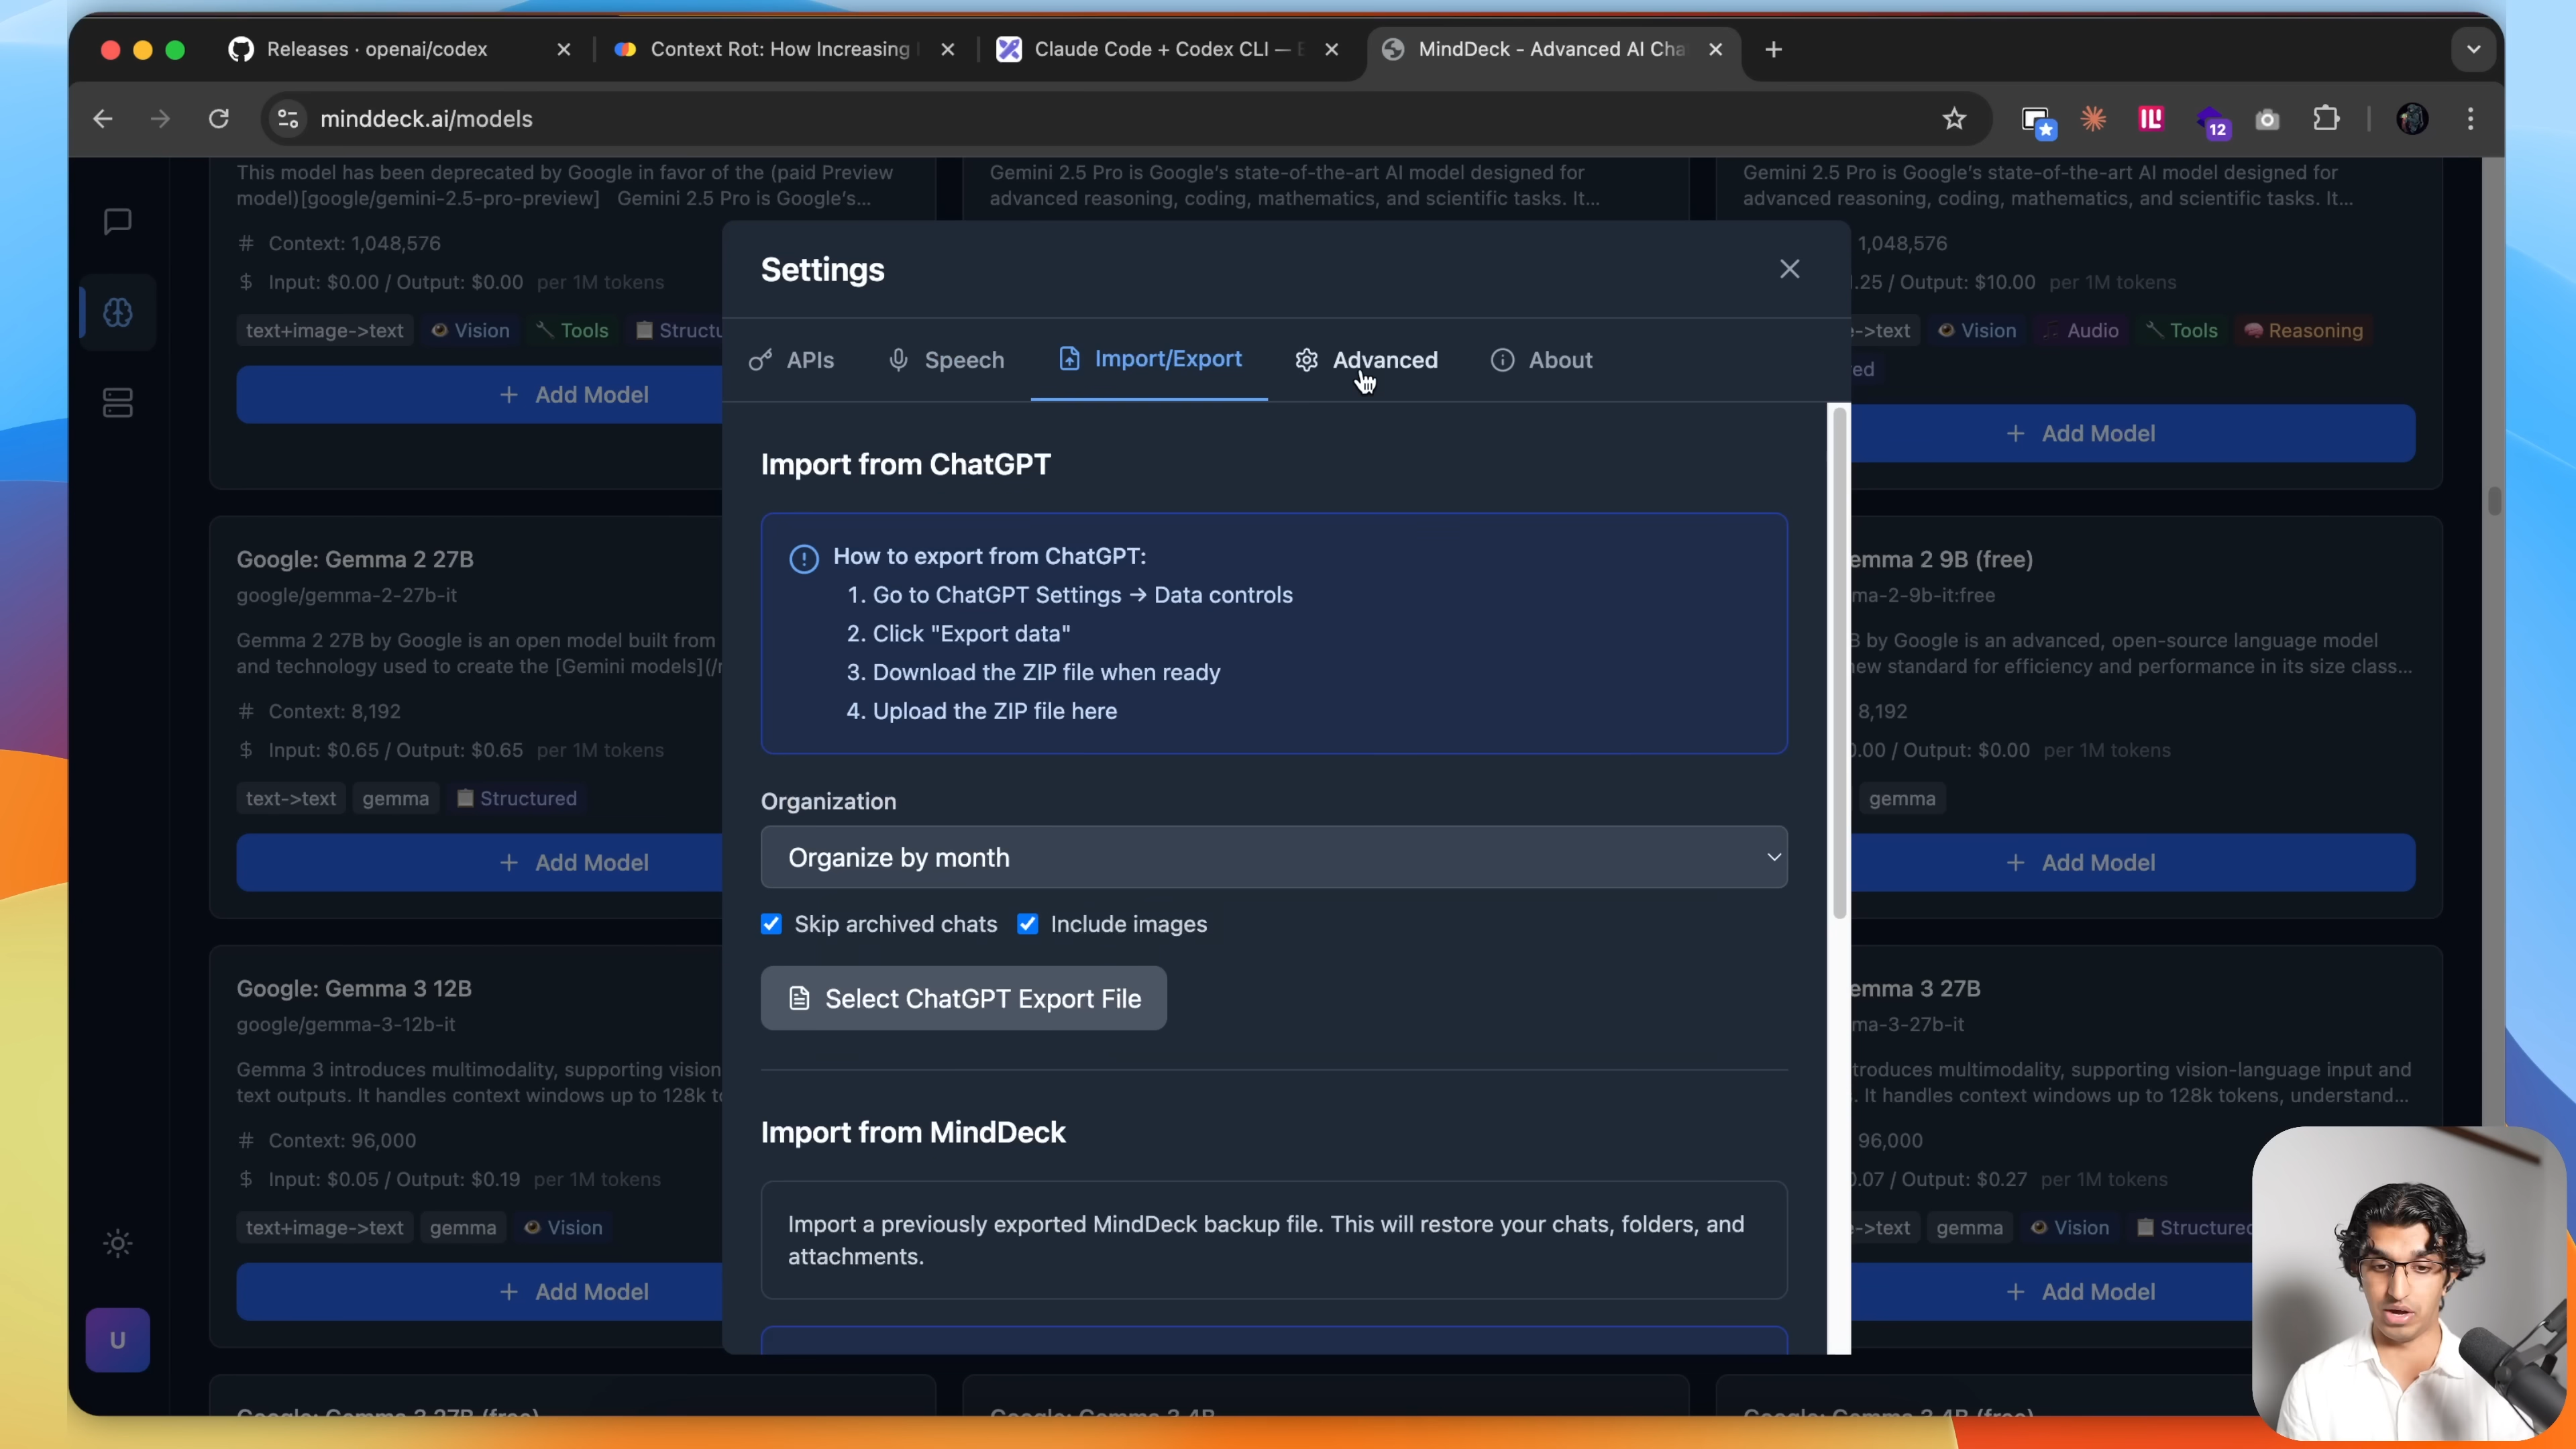 Releases · openai/codex
Context Rot: How Increasing
Claude Code + Codex CLI —
MindDeck - Advanced AI Cha
minddeck.ai/models
12
This model has been deprecated by Google in favor of the (paid Preview
model)[google/gemini-2.5-pro-preview] Gemini 2.5 Pro is Google's...
# Context: 1,048,576
$ Input: $0.00 / Output: $0.00 per 1M tokens
text+image->text Vision Tools Structu
+ Add Model
Gemini 2.5 Pro is Google's state-of-the-art AI model designed for
advanced reasoning, coding, mathematics, and scientific tasks. It...
Gemini 2.5 Pro is Google's state-of-the-art AI model designed for
advanced reasoning, coding, mathematics, and scientific tasks. It...
1,048,576
.25 / Output: $10.00 per 1M tokens
->text Vision Audio Tools Reasoning
ed
+ Add Model
Settings
APIs
Speech
Import/Export
Advanced
About
Import from ChatGPT
How to export from ChatGPT:
1. Go to ChatGPT Settings → Data controls
2. Click "Export data"
3. Download the ZIP file when ready
4. Upload the ZIP file here
Organization
Organize by month
Skip archived chats
Include images
Select ChatGPT Export File
Import from MindDeck
Import a previously exported MindDeck backup file. This will restore your chats, folders, and
attachments.
Google: Gemma 2 27B
google/gemma-2-27b-it
Gemma 2 27B by Google is an open model built from
and technology used to create the [Gemini models](/
# Context: 8,192
$ Input: $0.65 / Output: $0.65 per 1M tokens
text->text gemma Structured
+ Add Model
emma 2 9B (free)
ma-2-9b-it:free
B by Google is an advanced, open-source language model
new standard for efficiency and performance in its size class...
8,192
0.00 / Output: $0.00 per 1M tokens
gemma
+ Add Model
Google: Gemma 3 12B
google/gemma-3-12b-it
Gemma 3 introduces multimodality, supporting vision
text outputs. It handles context windows up to 128k t
# Context: 96,000
$ Input: $0.05 / Output: $0.19 per 1M tokens
text+image->text gemma Vision
+ Add Model
emma 3 27B
ma-3-27b-it
troduces multimodality, supporting vision-language input and
. It handles context windows up to 128k tokens, understand...
96,000
0.07 / Output: $0.27 per 1M tokens
->text gemma Vision Structured
+ Add Model
U
Google: Gemma 3 27B (free)
Google: Gemma 3 4B
Google: Gemma 3 4B (free)